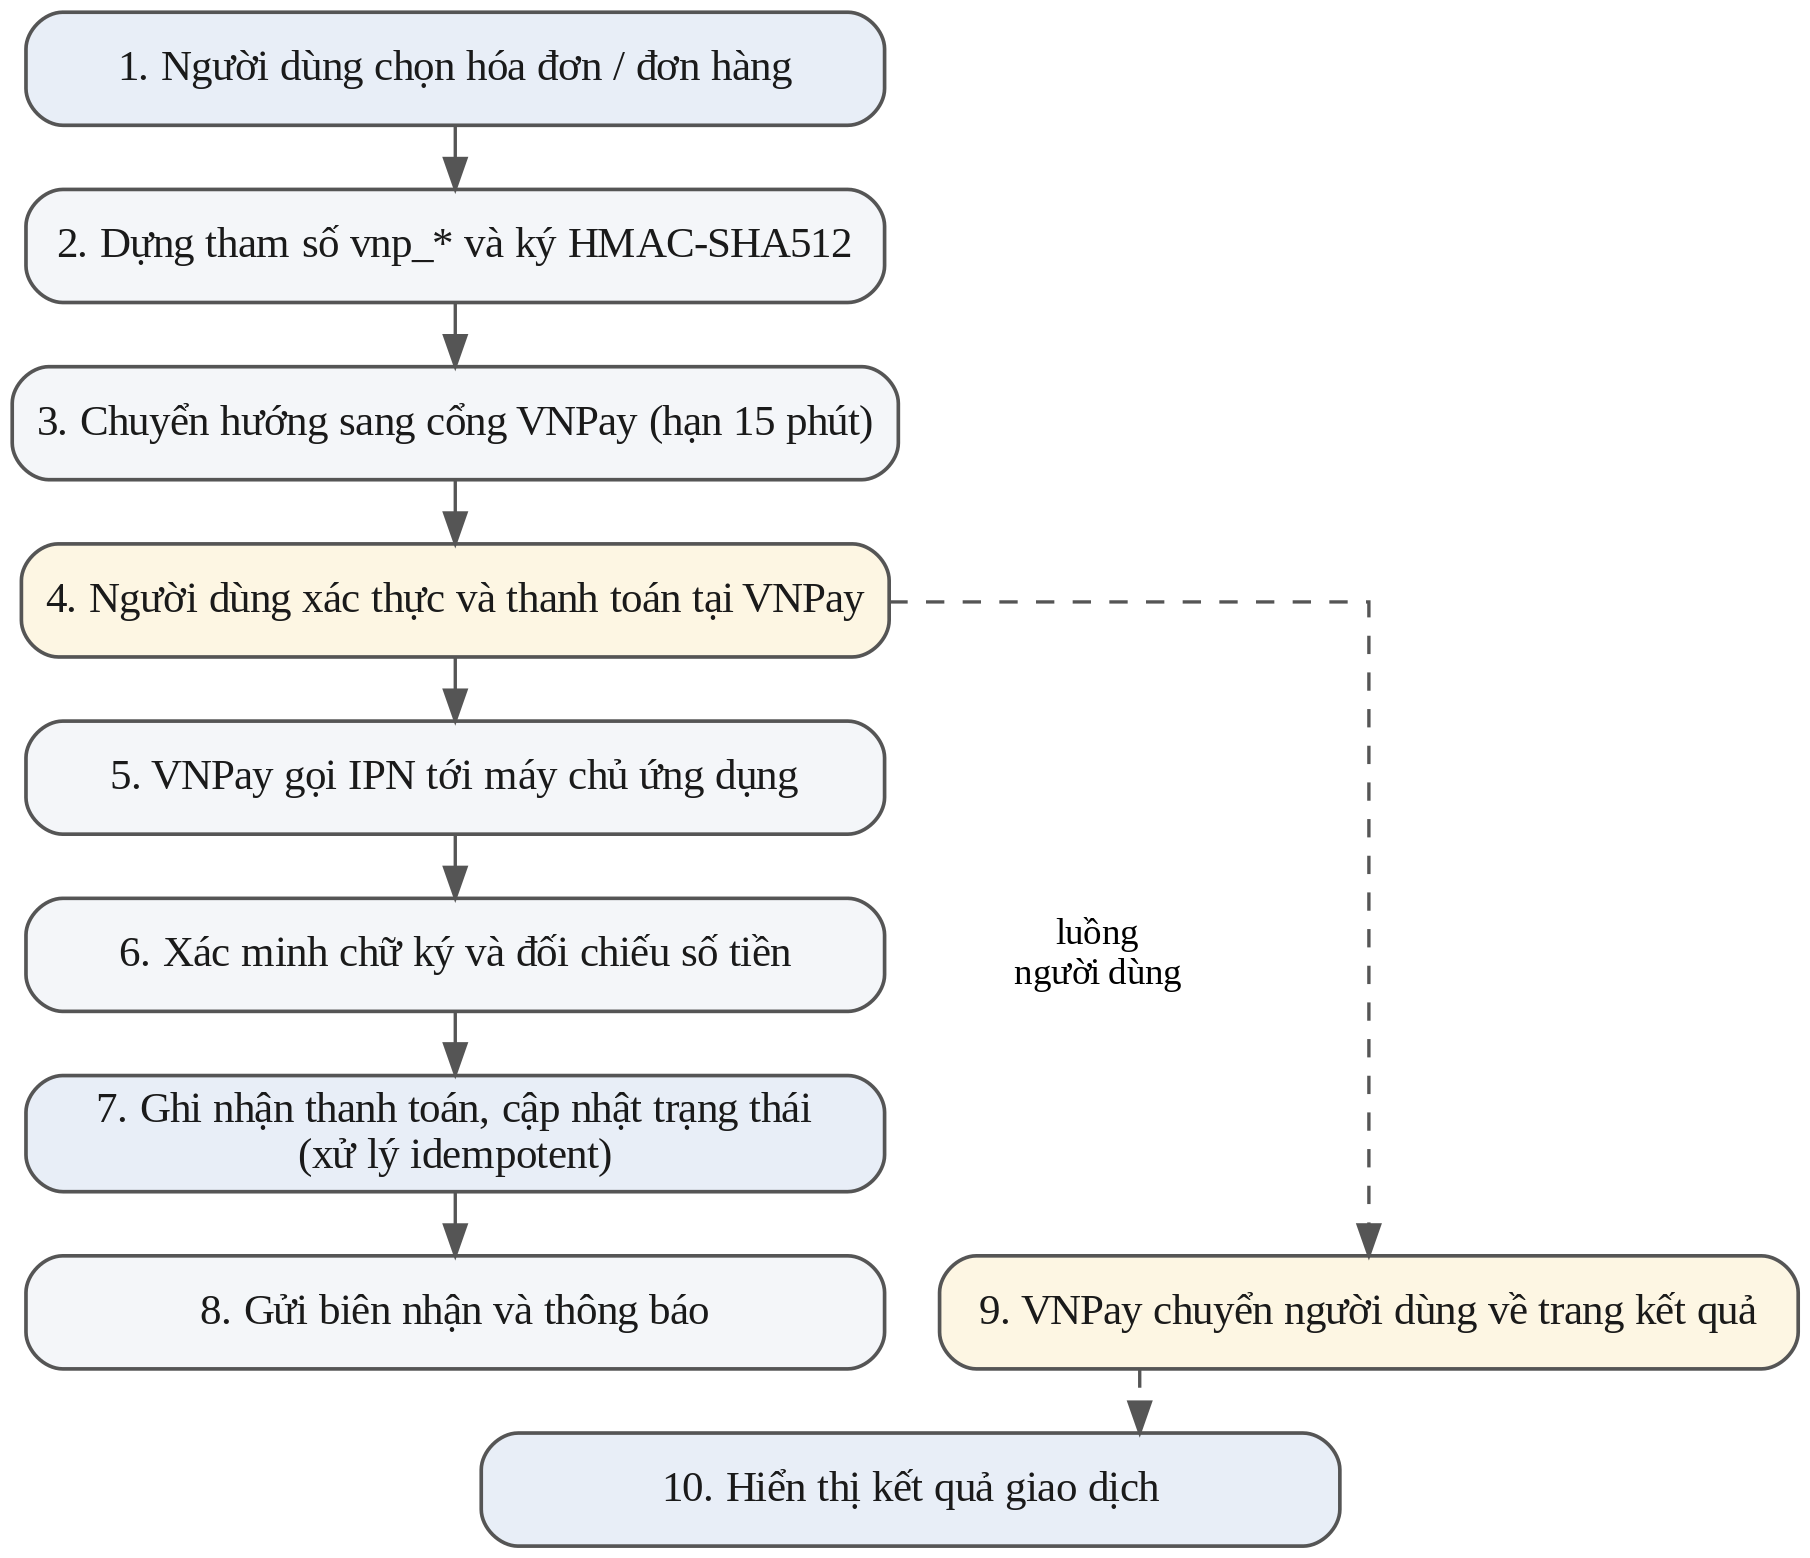 1. Người dùng chọn hóa đơn / đơn hàng
2. Dựng tham số vnp_* và ký HMAC-SHA512
3. Chuyển hướng sang cổng VNPay (hạn 15 phút)
4. Người dùng xác thực và thanh toán tại VNPay
5. VNPay gọi IPN tới máy chủ ứng dụng
6. Xác minh chữ ký và đối chiếu số tiền
luồng
người dùng
7. Ghi nhận thanh toán, cập nhật trạng thái
(xử lý idempotent)
8. Gửi biên nhận và thông báo
9. VNPay chuyển người dùng về trang kết quả
10. Hiển thị kết quả giao dịch